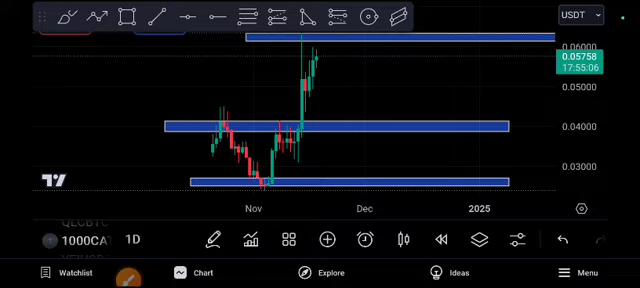 USDT
0.06000
0.05758
17:55:06
0.05000
0.04000
0.03000
Nov
Dec
2025
1000CAT
1D
Watchlist
Chart
Explore
Ideas
Menu